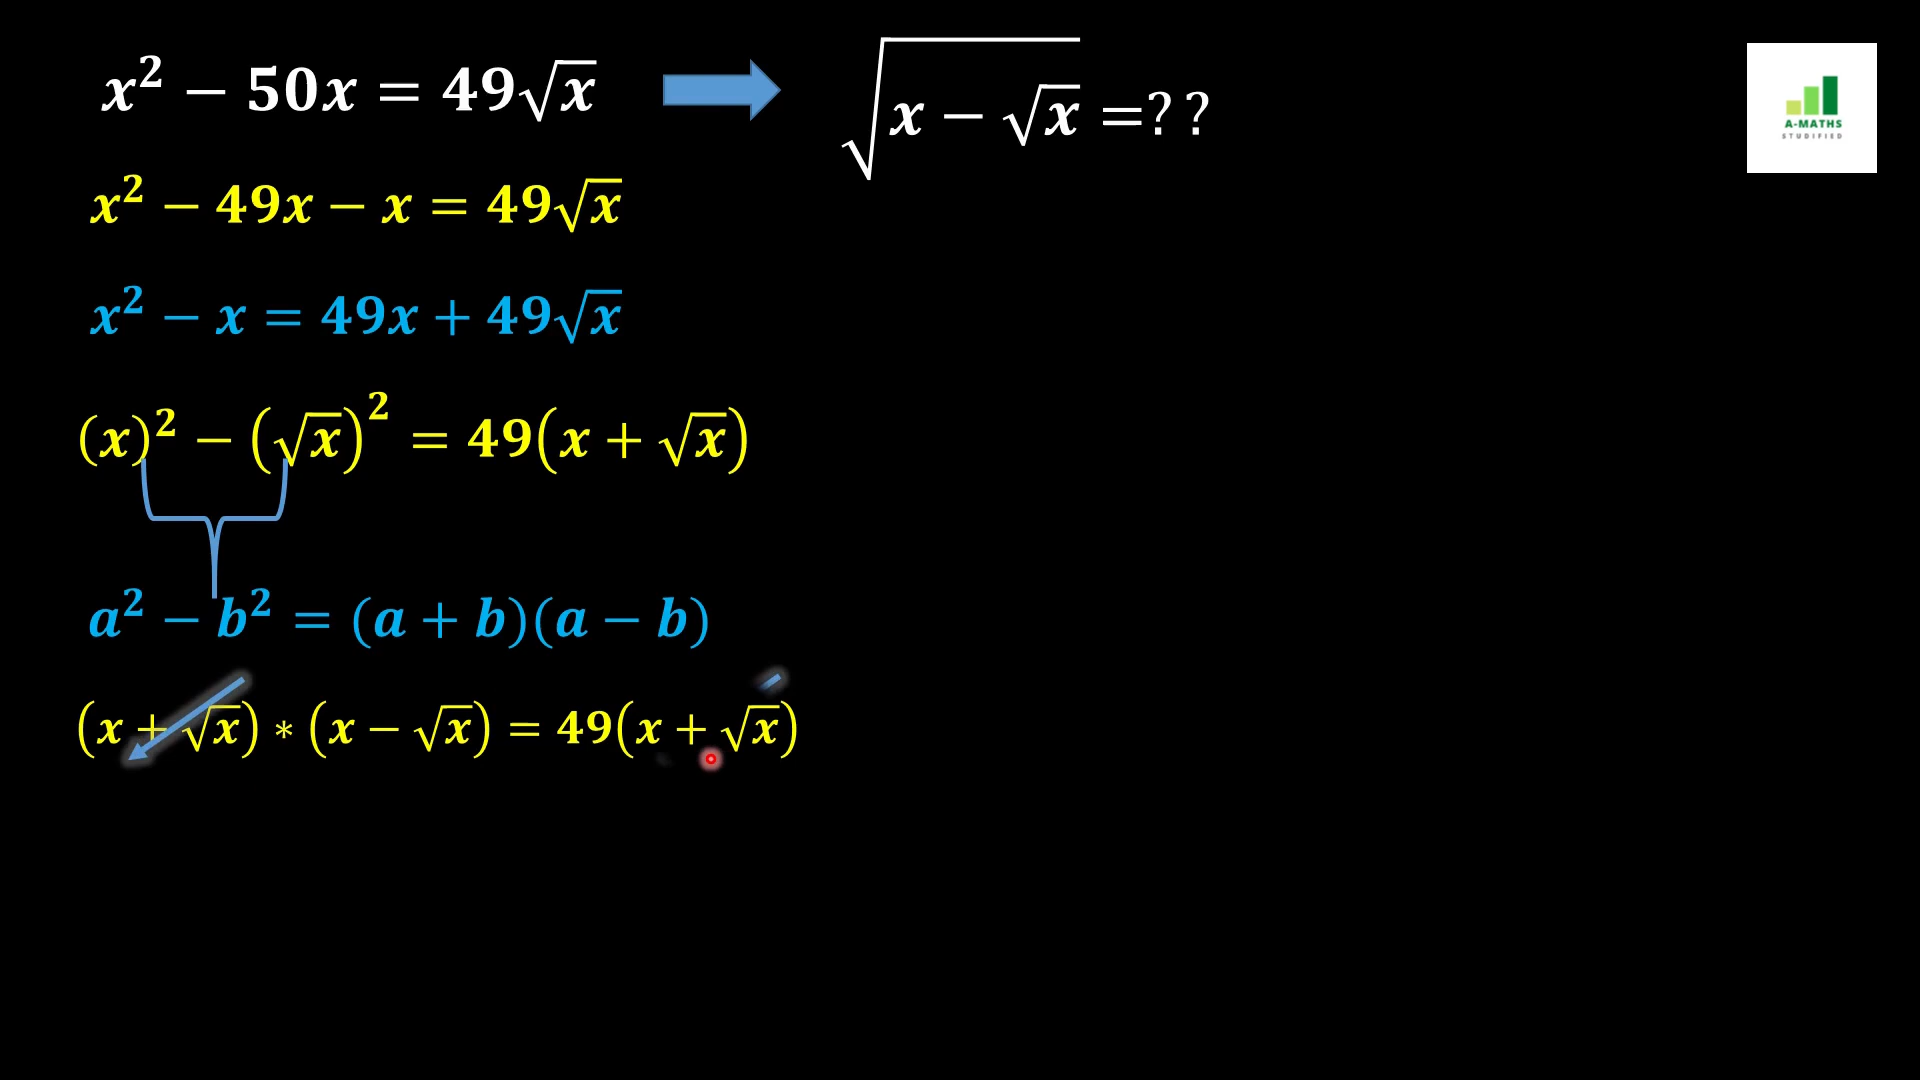 x² − 50x = 49√x
√(x − √x) =? ?
A-MATHS
STUDIFIED
x² − 49x − x = 49√x
x² − x = 49x + 49√x
(x)² − (√x)² = 49(x + √x)
a² − b² = (a + b)(a − b)
(x + √x) * (x − √x) = 49(x + √x)